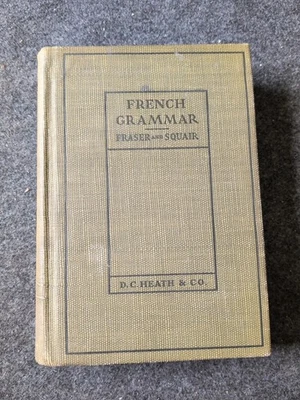 FRENCH
GRAMMAR
FRASER AND SQUAIR
D.C. HEATH & CO.